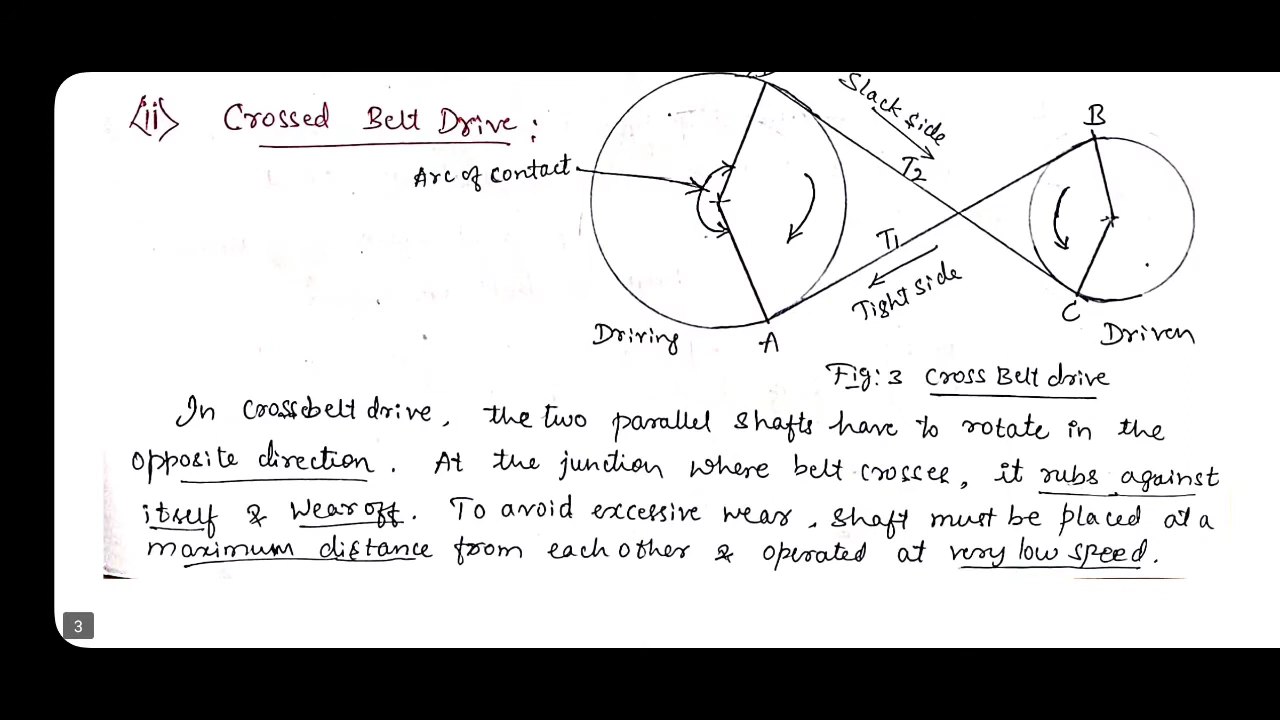 (ii) Crossed Belt Drive :
Slack side
B
Arc of contact
T2
T1
Tight side
C
Driving
A
Driven
Fig: 3 Cross Belt drive
In crossbelt drive, the two parallel shafts have to rotate in the
opposite direction. At the junction where belt crosses, it rubs against
itself & wear off. To avoid excessive wear, shaft must be placed at a
maximum distance from each other & operated at very low speed.
3